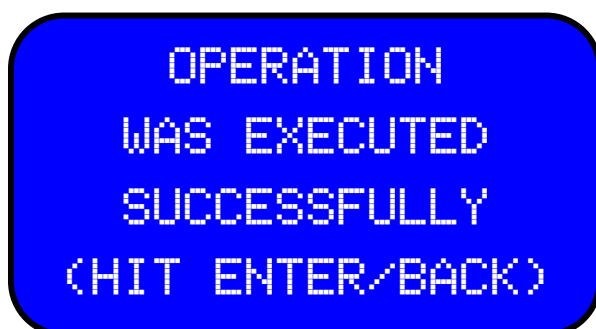 OPERATION
WAS EXECUTED
SUCCESSFULLY
(HIT ENTER/BACK)